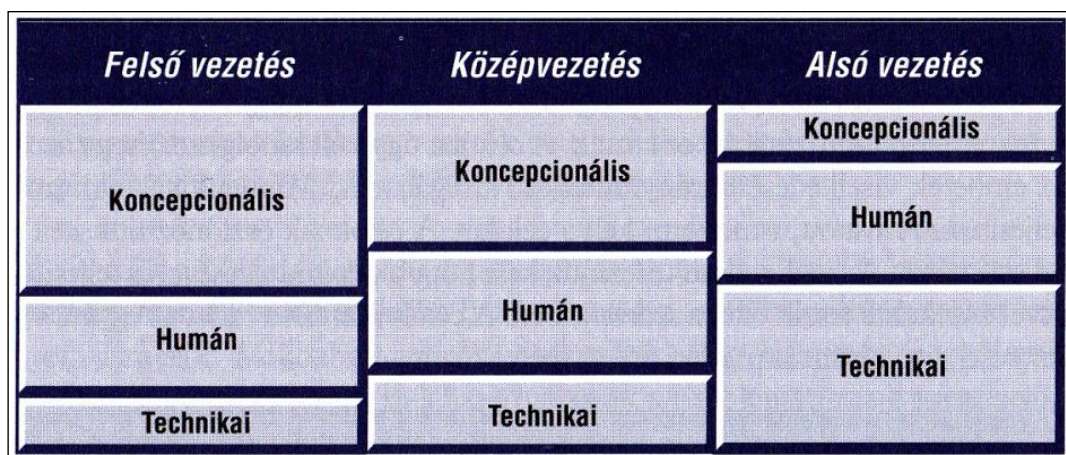 Felső vezetés
Középvezetés
Alsó vezetés
Koncepcionális
Humán
Technikai
Koncepcionális
Humán
Technikai
Koncepcionális
Humán
Technikai